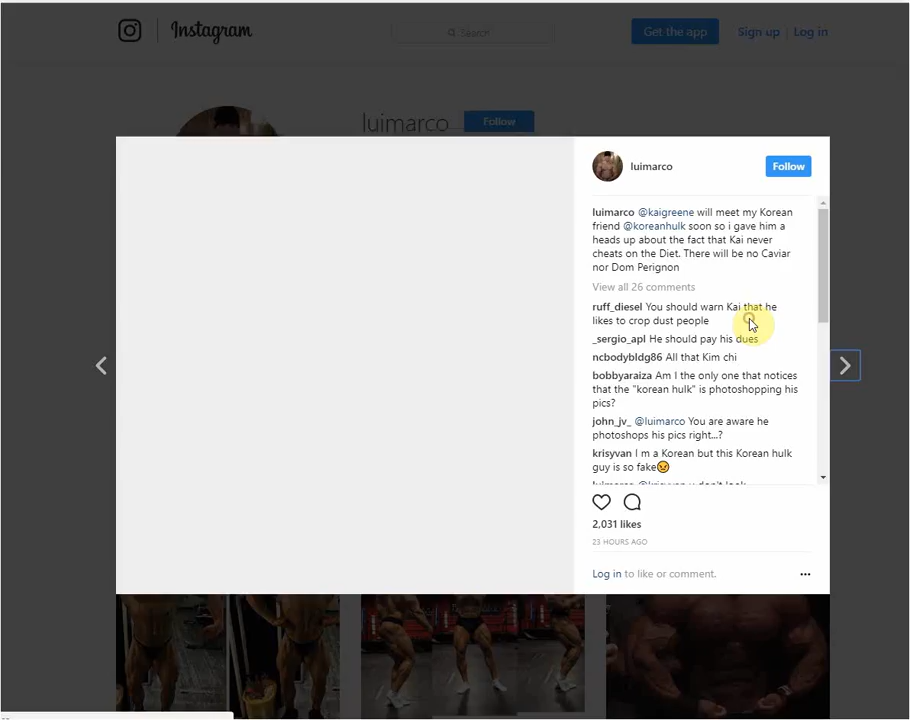 Instagram
Search
Get the app
Sign up | Log in
luimarco
Follow
luimarco
Follow
luimarco @kaigreene will meet my Korean
friend @koreanhulk soon so i gave him a
heads up about the fact that Kai never
cheats on the Diet. There will be no Caviar
nor Dom Perignon
View all 26 comments
ruff_diesel You should warn Kai that he
likes to crop dust people
_sergio_apl He should pay his dues
ncbodybldg86 All that Kim chi
bobbyaraiza Am I the only one that notices
that the "korean hulk" is photoshopping his
pics?
john_jv_ @luimarco You are aware he
photoshops his pics right...?
krisyvan I m a Korean but this Korean hulk
guy is so fake😠
luimarco @krisyvan u don't look
2,031 likes
23 HOURS AGO
Log in to like or comment.